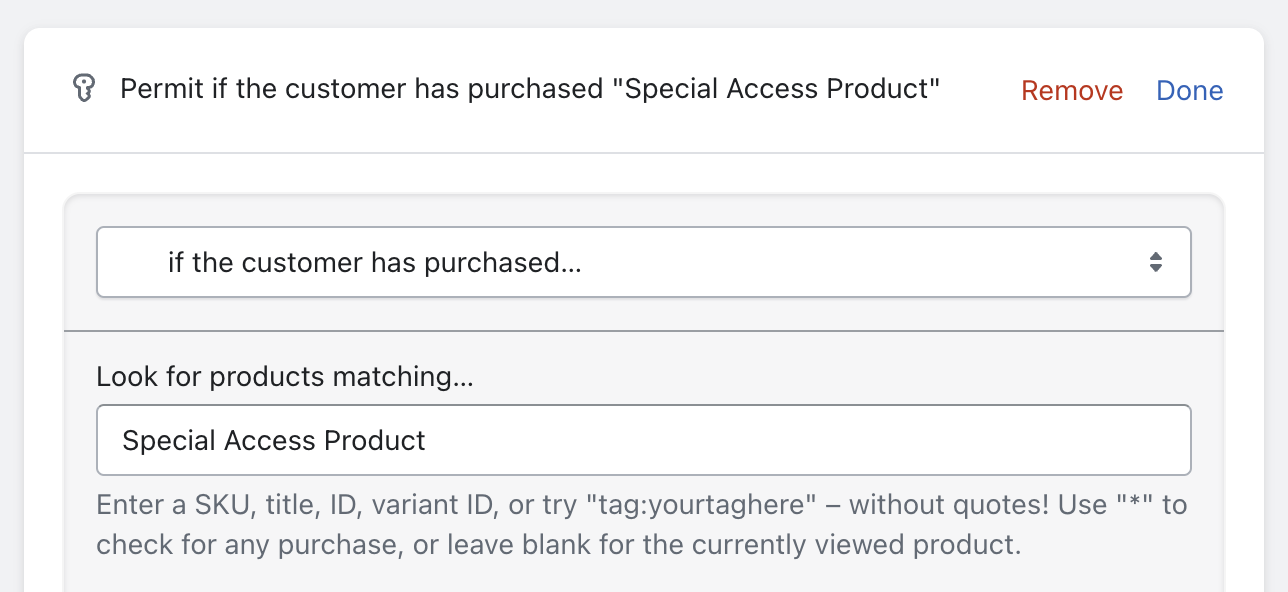 Permit if the customer has purchased "Special Access Product"
Remove
Done
if the customer has purchased...
Look for products matching...
Special Access Product
Enter a SKU, title, ID, variant ID, or try "tag:yourtaghere" – without quotes! Use "*" to
check for any purchase, or leave blank for the currently viewed product.